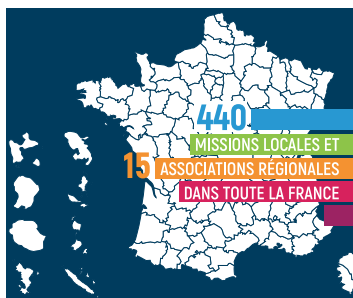 440
MISSIONS LOCALES ET
15 ASSOCIATIONS RÉGIONALES
DANS TOUTE LA FRANCE